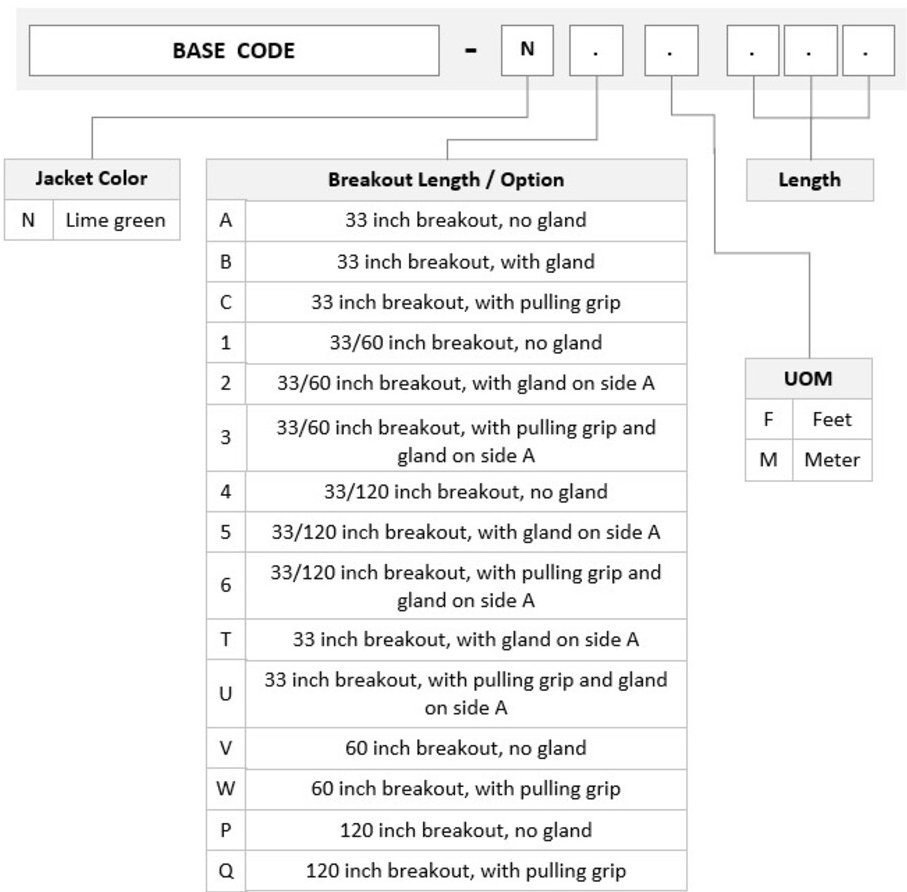 BASE CODE - N . . . . .
Jacket Color
N Lime green
Breakout Length / Option
A 33 inch breakout, no gland
B 33 inch breakout, with gland
C 33 inch breakout, with pulling grip
1 33/60 inch breakout, no gland
2 33/60 inch breakout, with gland on side A
3 33/60 inch breakout, with pulling grip and
gland on side A
4 33/120 inch breakout, no gland
5 33/120 inch breakout, with gland on side A
6 33/120 inch breakout, with pulling grip and
gland on side A
T 33 inch breakout, with gland on side A
U 33 inch breakout, with pulling grip and gland
on side A
V 60 inch breakout, no gland
W 60 inch breakout, with pulling grip
P 120 inch breakout, no gland
Q 120 inch breakout, with pulling grip
Length
UOM
F Feet
M Meter